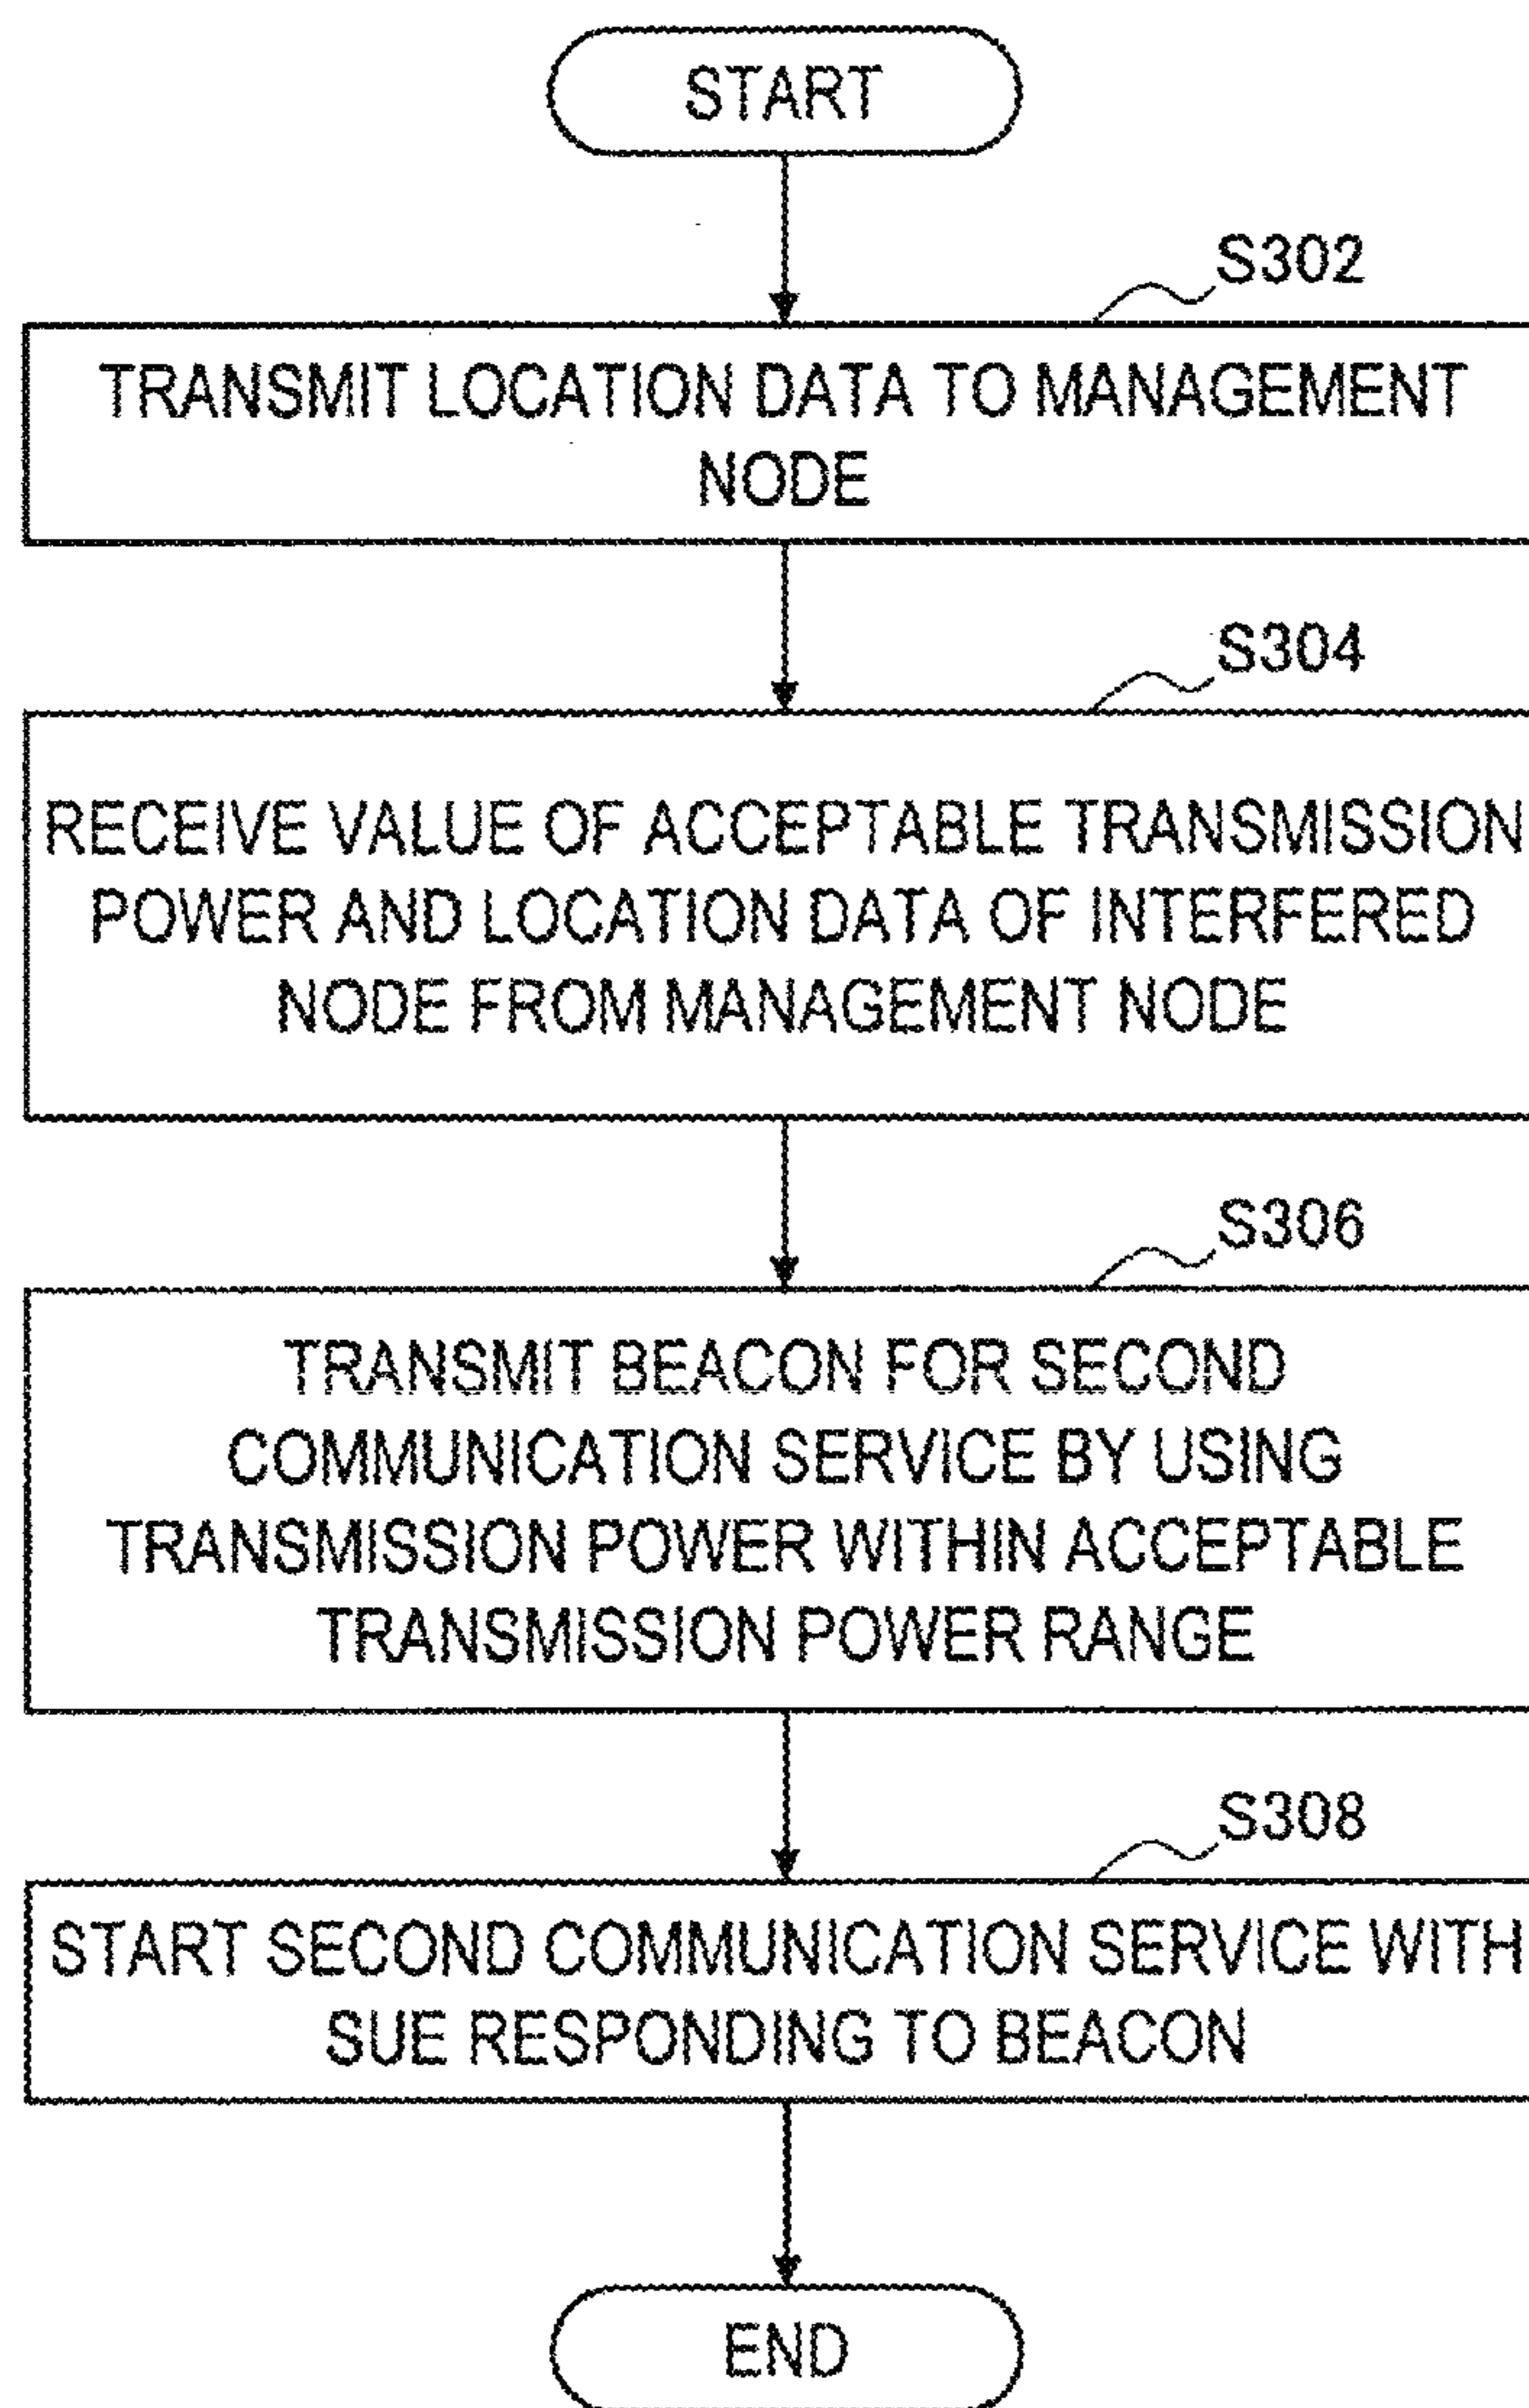 START
S302
TRANSMIT LOCATION DATA TO MANAGEMENT
NODE
S304
RECEIVE VALUE OF ACCEPTABLE TRANSMISSION
POWER AND LOCATION DATA OF INTERFERED
NODE FROM MANAGEMENT NODE
S306
TRANSMIT BEACON FOR SECOND
COMMUNICATION SERVICE BY USING
TRANSMISSION POWER WITHIN ACCEPTABLE
TRANSMISSION POWER RANGE
S308
START SECOND COMMUNICATION SERVICE WITH
SUE RESPONDING TO BEACON
END